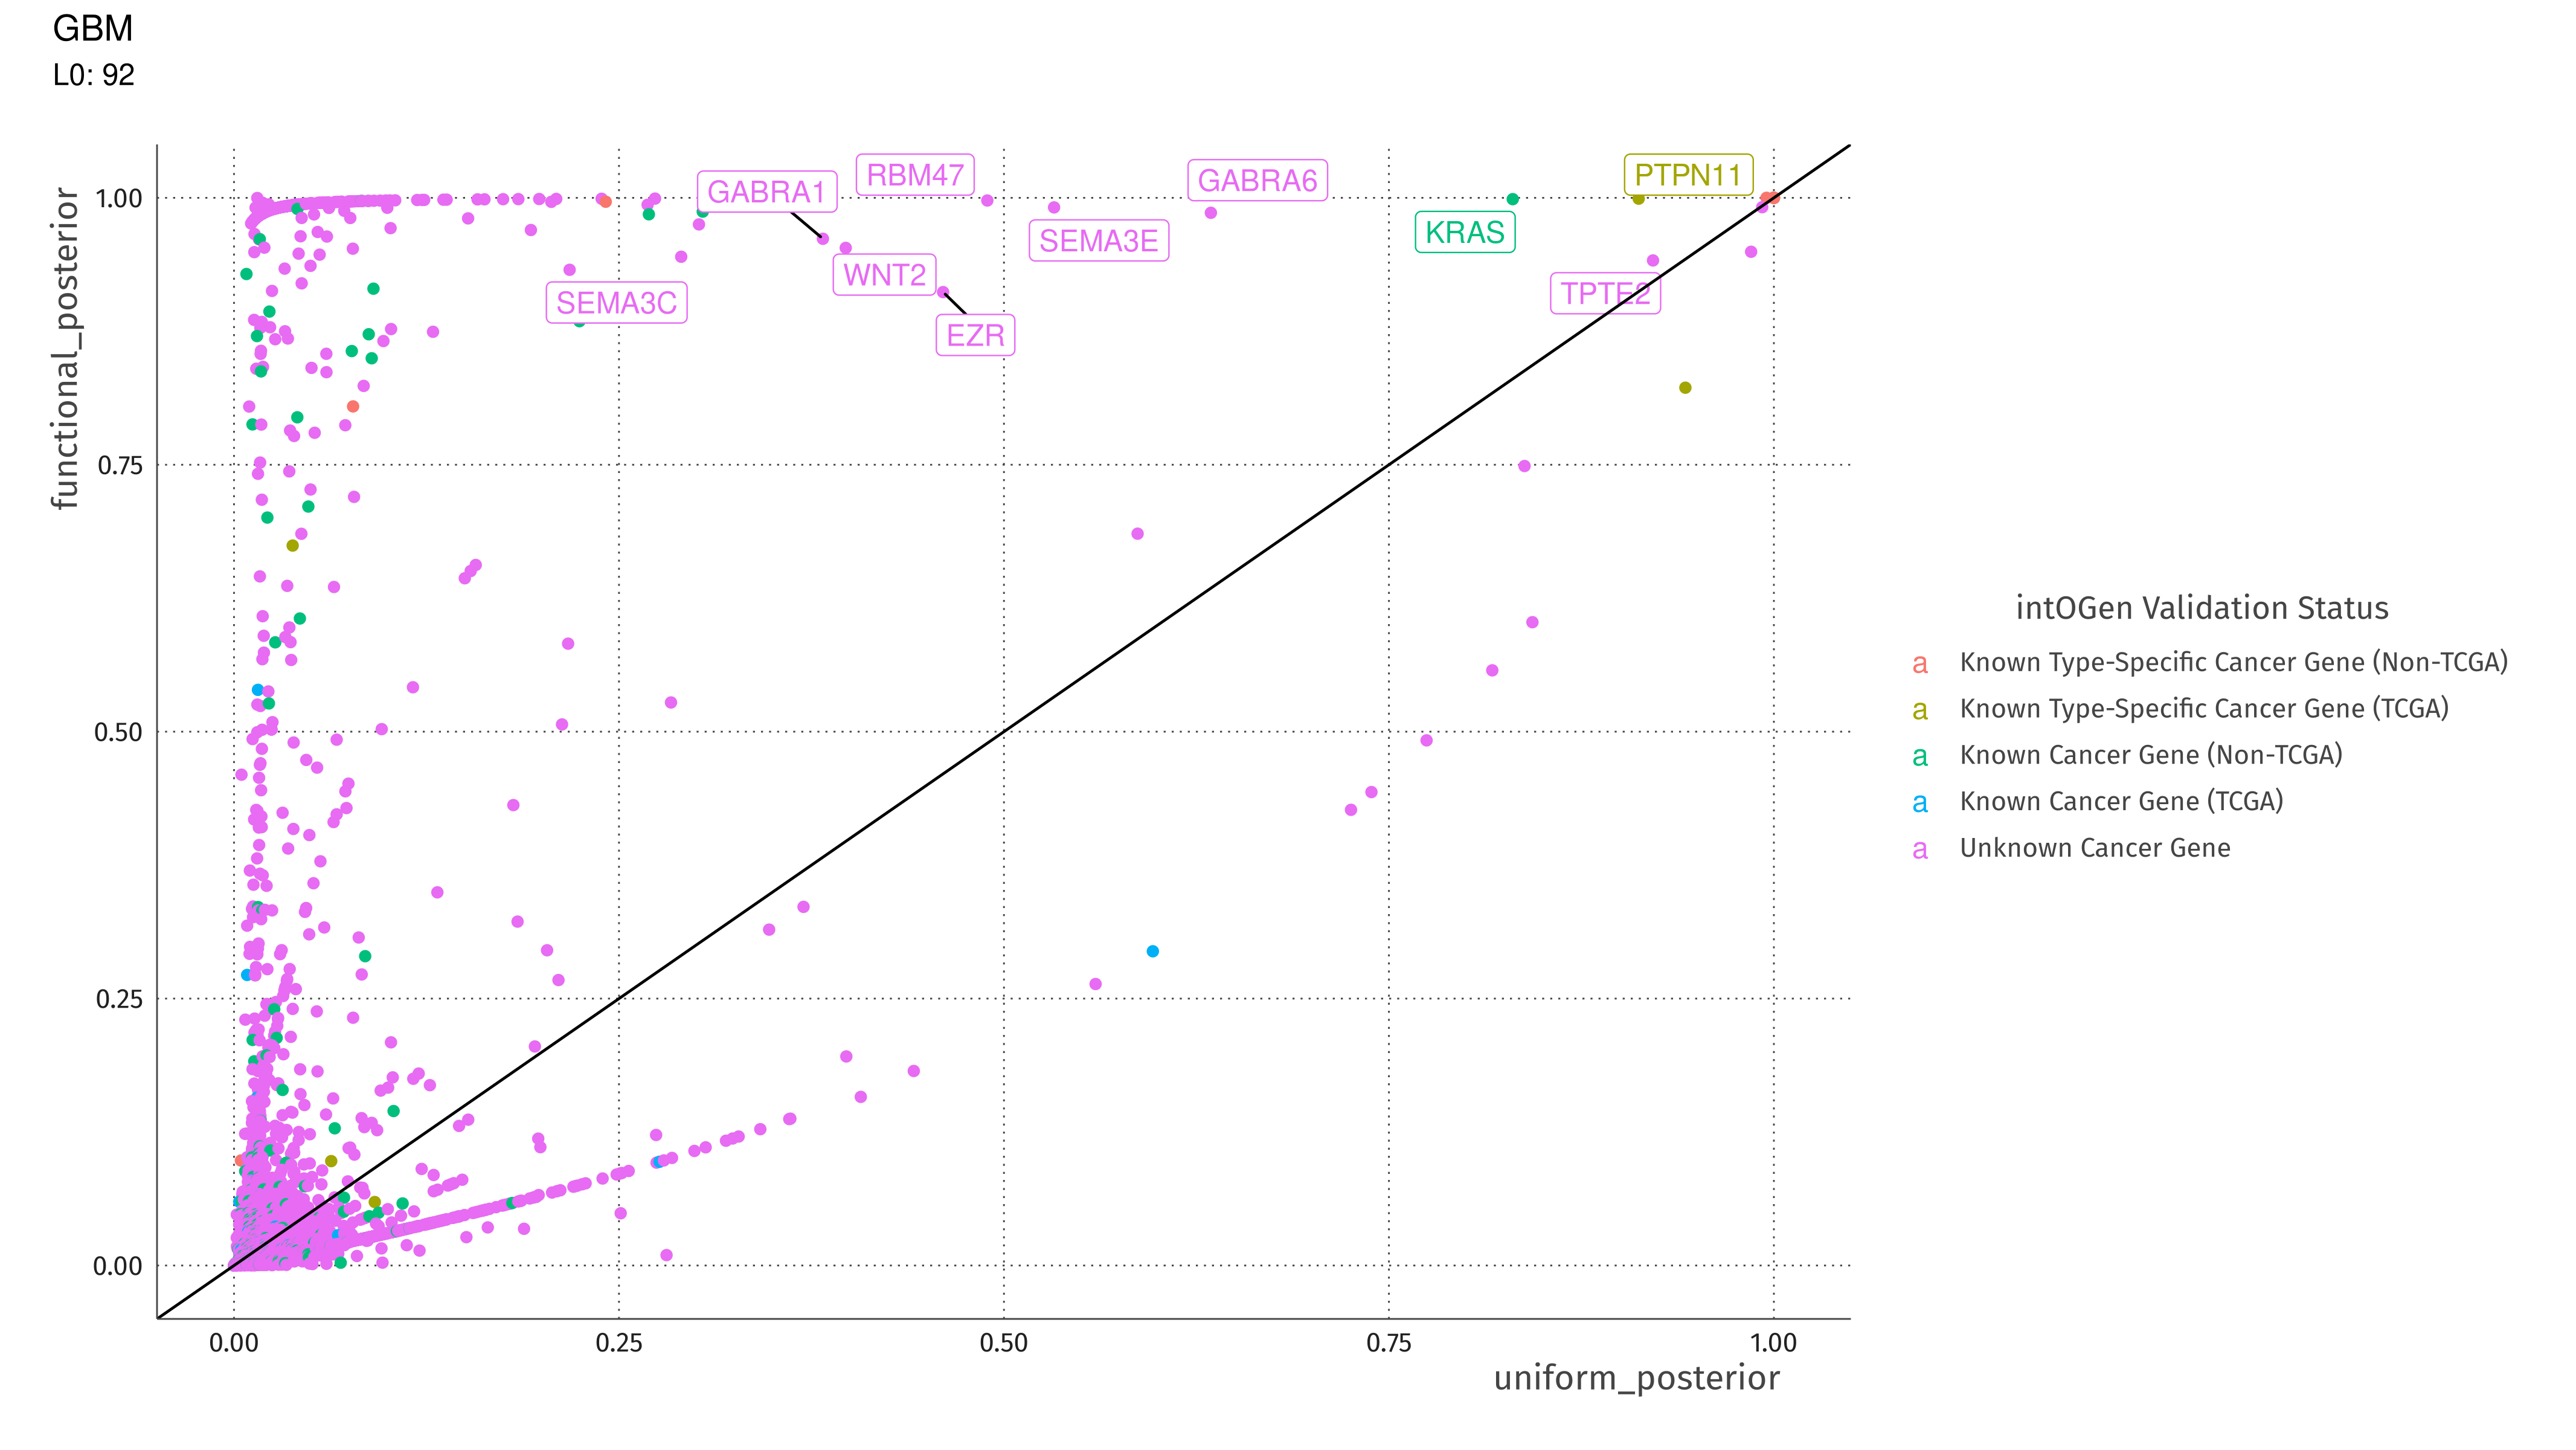 GBM
L0: 92
functional_posterior
1.00
0.75
0.50
0.25
0.00
GABRA1
RBM47
GABRA6
PTPN11
SEMA3E
KRAS
WNT2
SEMA3C
TPTE2
EZR
0.00
0.25
0.50
0.75
1.00
uniform_posterior
intOGen Validation Status
a Known Type-Specific Cancer Gene (Non-TCGA)
a Known Type-Specific Cancer Gene (TCGA)
a Known Cancer Gene (Non-TCGA)
a Known Cancer Gene (TCGA)
a Unknown Cancer Gene